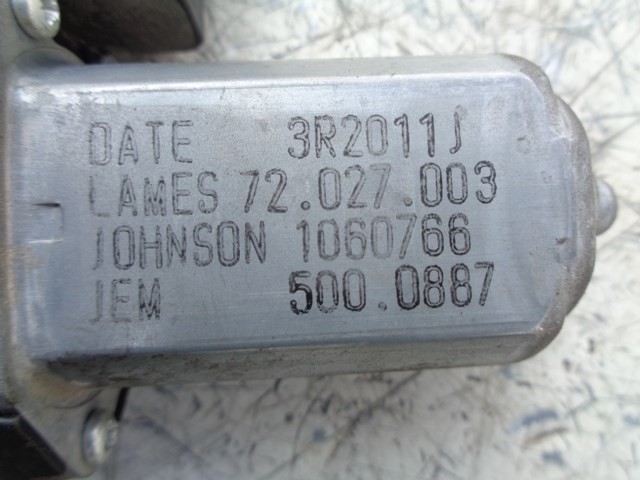 DATE 3R2011J
LAMES 72.027.003
JOHNSON 1060766
JEM 500.0887